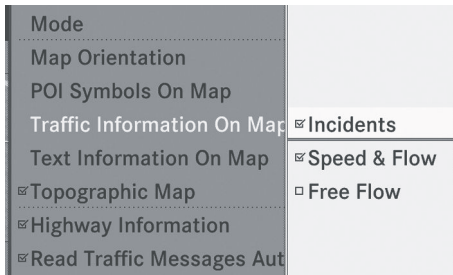 Mode
Map Orientation
POI Symbols On Map
Traffic Information On Map
Text Information On Map
Topographic Map
Highway Information
Read Traffic Messages Aut
Incidents
Speed & Flow
Free Flow